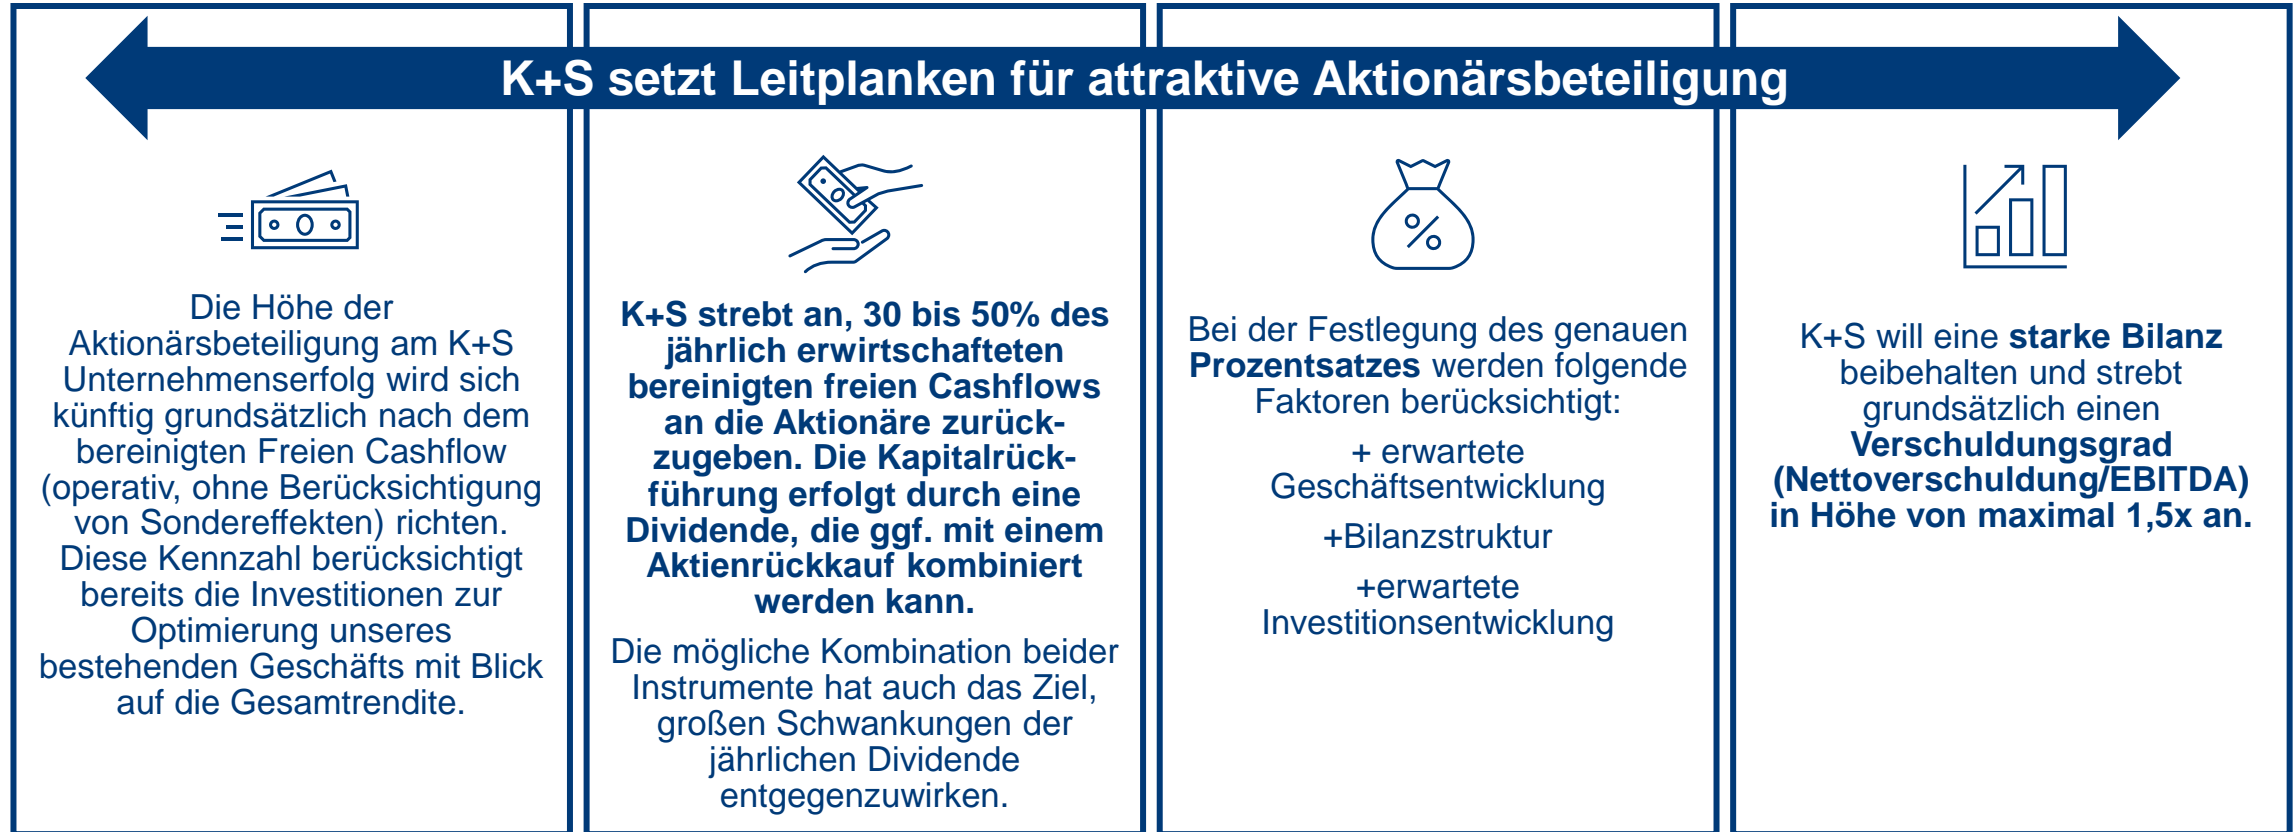 K+S setzt Leitplanken für attraktive Aktionärsbeteiligung
Die Höhe der
Aktionärsbeteiligung am K+S
Unternehmenserfolg wird sich
künftig grundsätzlich nach dem
bereinigten Freien Cashflow
(operativ, ohne Berücksichtigung
von Sondereffekten) richten.
Diese Kennzahl berücksichtigt
bereits die Investitionen zur
Optimierung unseres
bestehenden Geschäfts mit Blick
auf die Gesamtrendite.
K+S strebt an, 30 bis 50% des
jährlich erwirtschafteten
bereinigten freien Cashflows
an die Aktionäre zurück-
zugeben. Die Kapitalrück-
führung erfolgt durch eine
Dividende, die ggf. mit einem
Aktienrückkauf kombiniert
werden kann.
Die mögliche Kombination beider
Instrumente hat auch das Ziel,
großen Schwankungen der
jährlichen Dividende
entgegenzuwirken.
%
Bei der Festlegung des genauen
Prozentsatzes werden folgende
Faktoren berücksichtigt:
+ erwartete
Geschäftsentwicklung
+Bilanzstruktur
+erwartete
Investitionsentwicklung
K+S will eine starke Bilanz
beibehalten und strebt
grundsätzlich einen
Verschuldungsgrad
(Nettoverschuldung/EBITDA)
in Höhe von maximal 1,5x an.